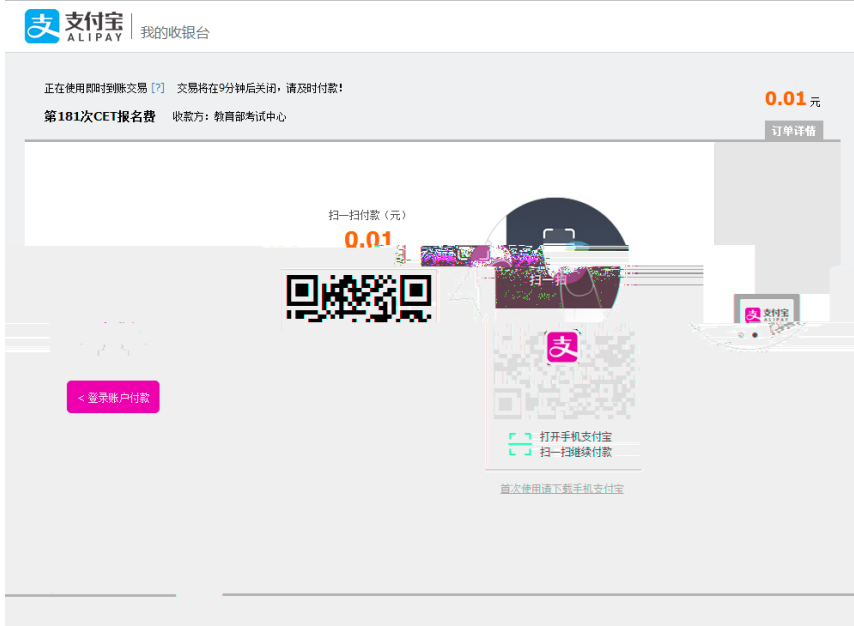 支付宝
ALIPAY
我的收银台
正在使用即时到账交易 [?] 交易将在9分钟后关闭，请及时付款！
0.01 元
第181次CET报名费 收款方：教育部考试中心
订单详情
扫一扫付款（元）
0.01
扫一扫
支付宝
ALIPAY
支
< 登录账户付款
打开手机支付宝
扫一扫继续付款
首次使用请下载手机支付宝